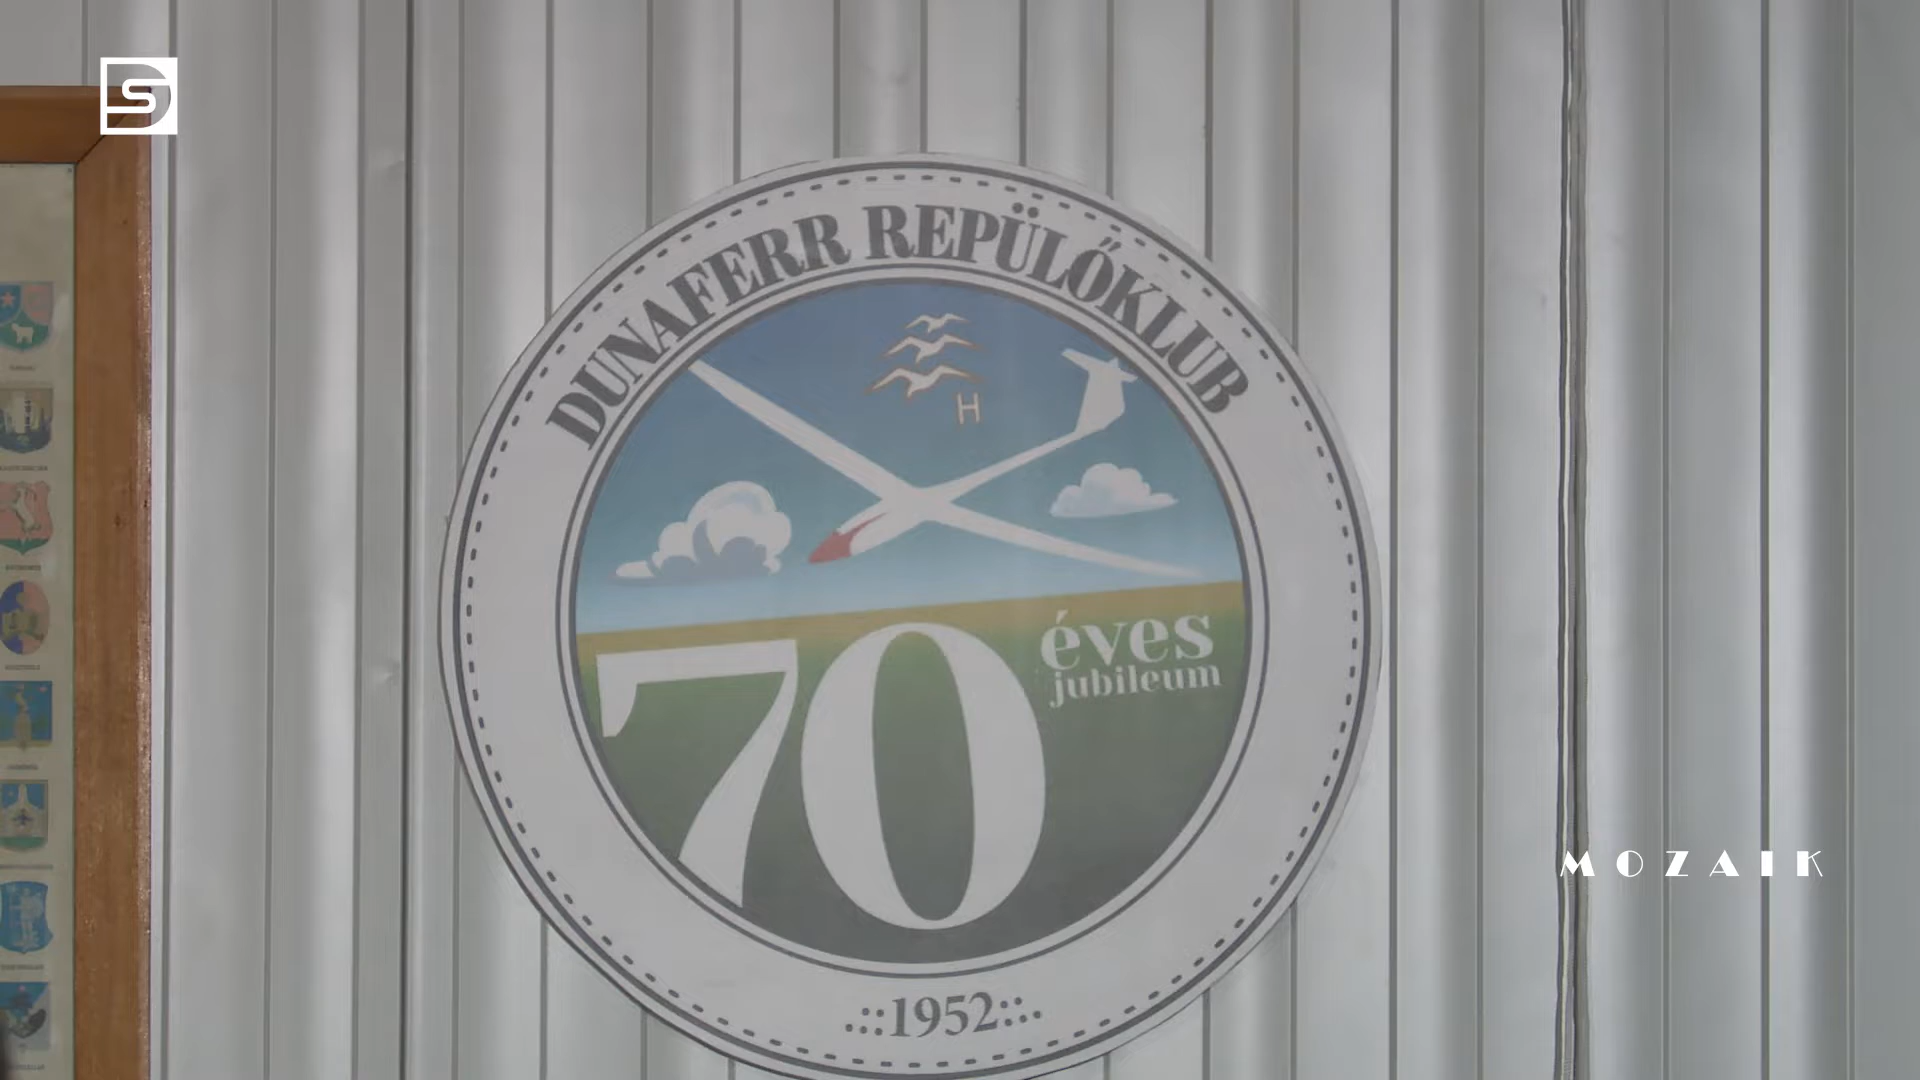 DUNAFERR REPÜLŐKLUB
H
70 éves
jubileum
.::1952::.
MOZAIK